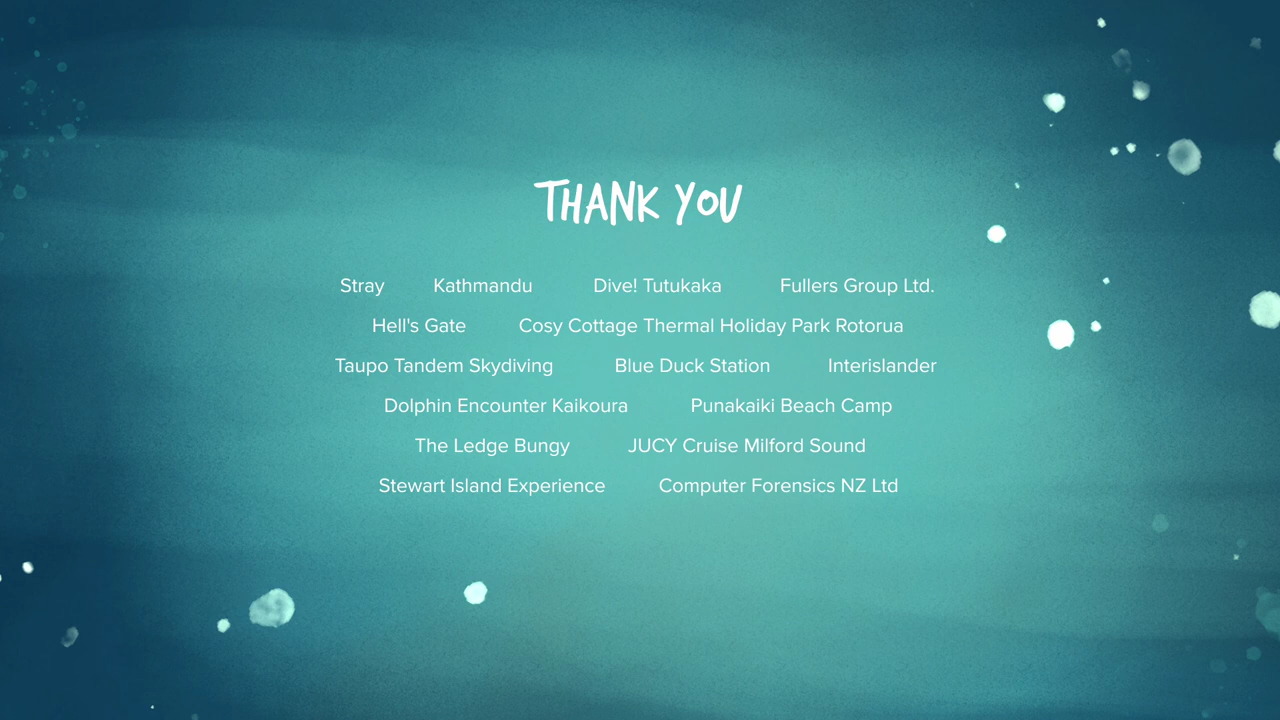 THANK YOU
Stray Kathmandu Dive! Tutukaka Fullers Group Ltd.
Hell's Gate Cosy Cottage Thermal Holiday Park Rotorua
Taupo Tandem Skydiving Blue Duck Station Interislander
Dolphin Encounter Kaikoura Punakaiki Beach Camp
The Ledge Bungy JUCY Cruise Milford Sound
Stewart Island Experience Computer Forensics NZ Ltd